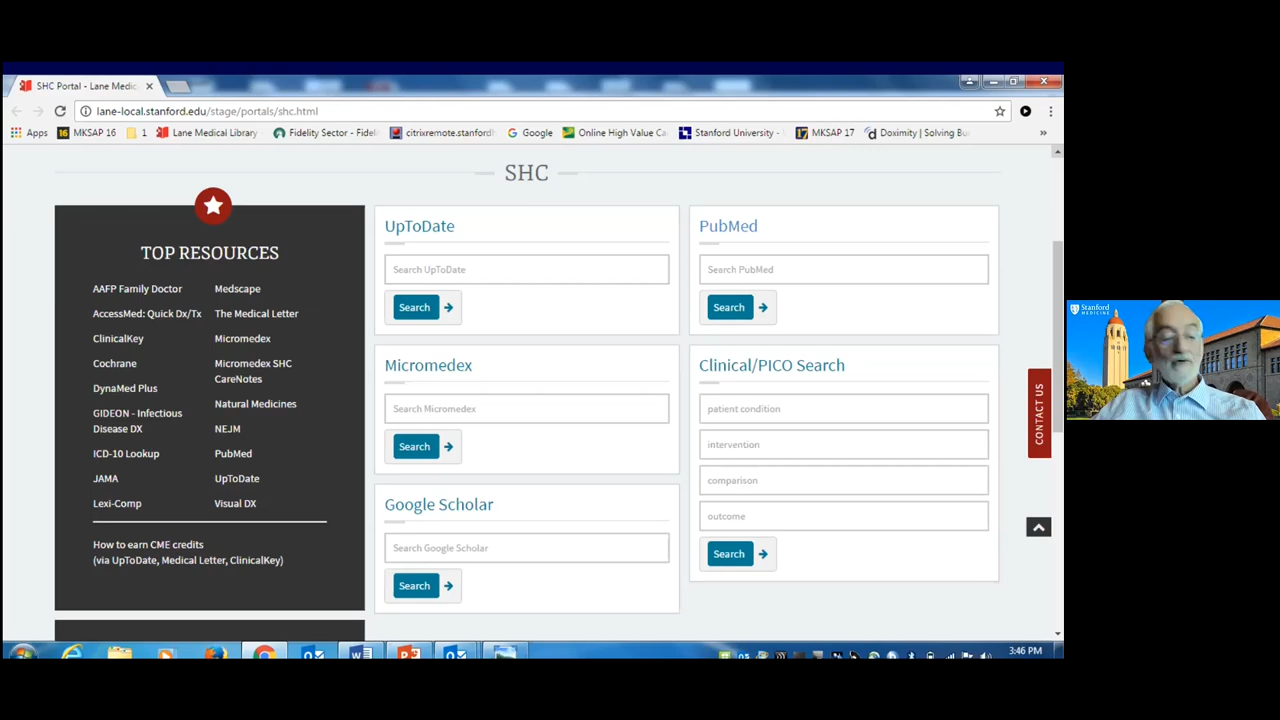 SHC Portal - Lane Medic
lane-local.stanford.edu/stage/portals/shc.html
Apps
16 MKSAP 16
1
Lane Medical Library
Fidelity Sector - Fideli
citrixremote.stanford
Google
Online High Value Ca
Stanford University -
17 MKSAP 17
Doximity | Solving Bu
SHC
TOP RESOURCES
AAFP Family Doctor
AccessMed: Quick Dx/Tx
ClinicalKey
Cochrane
DynaMed Plus
GIDEON - Infectious
Disease DX
ICD-10 Lookup
JAMA
Lexi-Comp
Medscape
The Medical Letter
Micromedex
Micromedex SHC
CareNotes
Natural Medicines
NEJM
PubMed
UpToDate
Visual DX
How to earn CME credits
(via UpToDate, Medical Letter, ClinicalKey)
UpToDate
Search UpToDate
Search
Micromedex
Search Micromedex
Search
Google Scholar
Search Google Scholar
Search
PubMed
Search PubMed
Search
Clinical/PICO Search
patient condition
intervention
comparison
outcome
Search
CONTACT US
Stanford
MEDICINE
3:46 PM